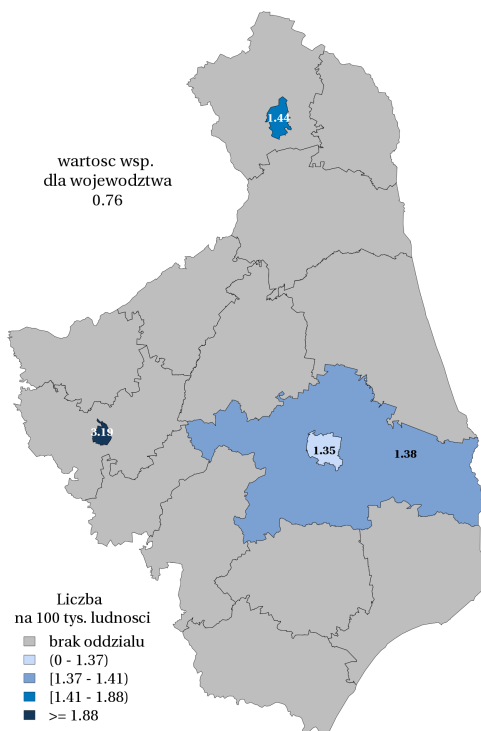 1.44
wartosc wsp.
dla wojewodztwa
0.76
3.19
1.35
1.38
Liczba
na 100 tys. ludnosci
brak oddzialu
(0 - 1.37)
[1.37 - 1.41)
[1.41 - 1.88)
>= 1.88